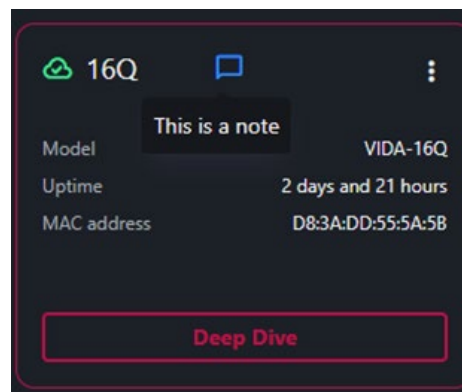 16Q
This is a note
Model VIDA-16Q
Uptime 2 days and 21 hours
MAC address D8:3A:DD:55:5A:5B
Deep Dive